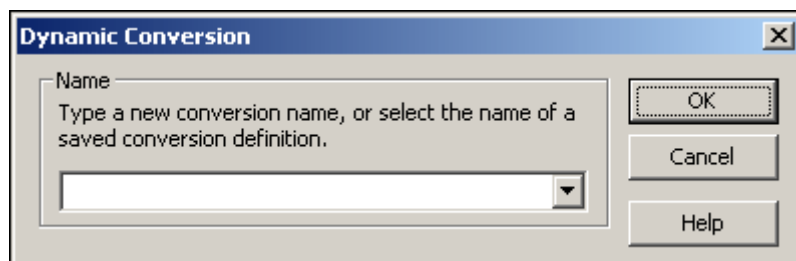 Dynamic Conversion
Name
Type a new conversion name, or select the name of a
saved conversion definition.
OK
Cancel
Help